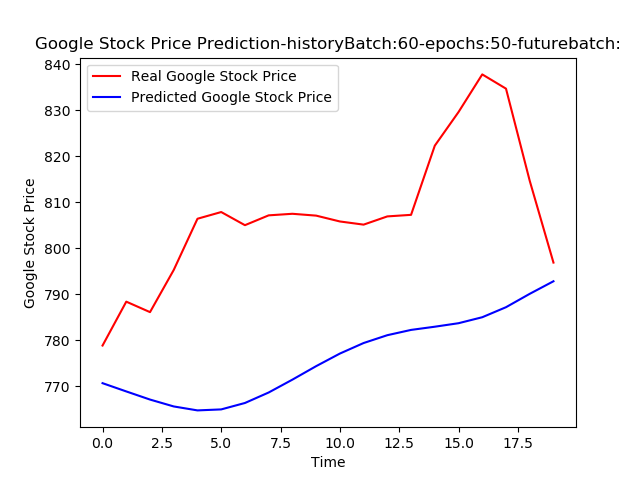 Google Stock Price Prediction-historyBatch:60-epochs:50-futurebatch:
Real Google Stock Price
Predicted Google Stock Price
840
830
820
810
800
790
780
770
Google Stock Price
0.0 2.5 5.0 7.5 10.0 12.5 15.0 17.5
Time